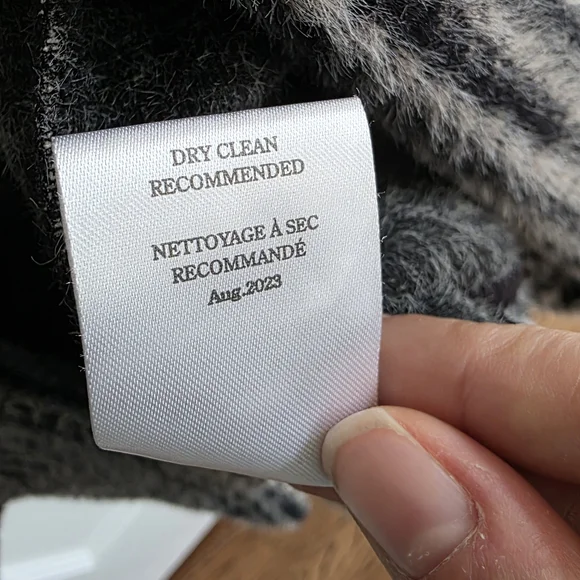 DRY CLEAN
RECOMMENDED
NETTOYAGE À SEC
RECOMMANDÉ
Aug.2023